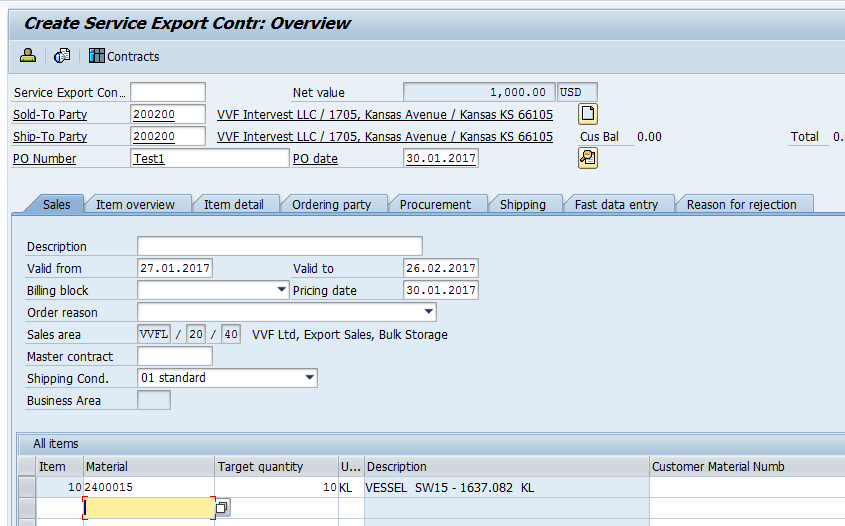 Create Service Export Contr: Overview
Contracts
Service Export Con... Net value 1,000.00 USD
Sold-To Party 200200 VVF Intervest LLC / 1705, Kansas Avenue / Kansas KS 66105
Ship-To Party 200200 VVF Intervest LLC / 1705, Kansas Avenue / Kansas KS 66105 Cus Bal 0.00 Total 0.
PO Number Test1 PO date 30.01.2017
Sales Item overview Item detail Ordering party Procurement Shipping Fast data entry Reason for rejection
Description
Valid from 27.01.2017 Valid to 26.02.2017
Billing block Pricing date 30.01.2017
Order reason
Sales area VVFL / 20 / 40 VVF Ltd, Export Sales, Bulk Storage
Master contract
Shipping Cond. 01 standard
Business Area
All items
Item Material Target quantity U... Description Customer Material Numb
10 2400015 10 KL VESSEL SW15 - 1637.082 KL